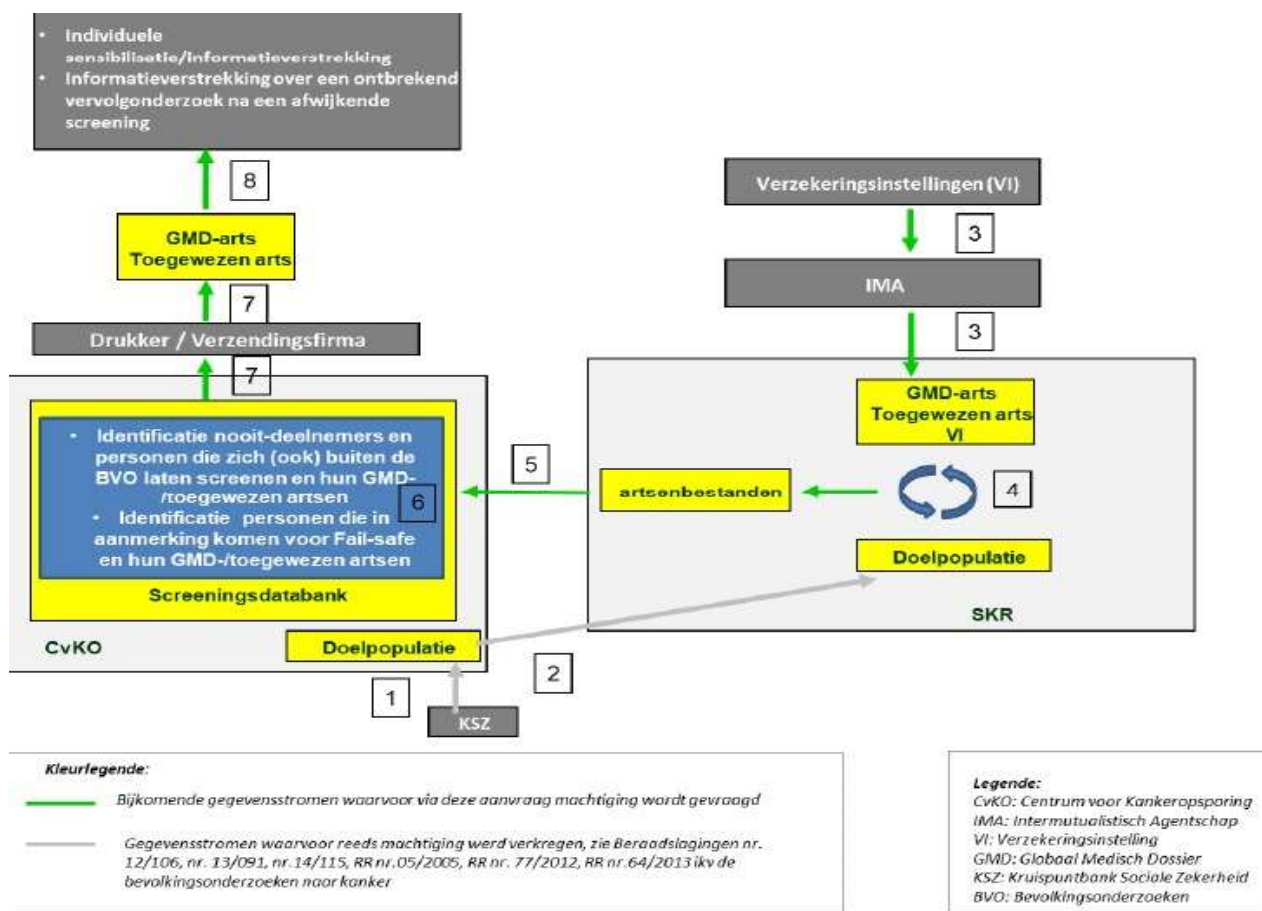 • Individuele
sensibilisatie/informatieverstrekking
• Informatieverstrekking over een ontbrekend
vervolgonderzoek na een afwijkende
screening
8
GMD-arts
Toegewezen arts
7
Drukker / Verzendingsfirma
7
• Identificatie nooit-deelnemers en
personen die zich (ook) buiten de
BVO laten screenen en hun GMD-
/toegewezen artsen
6
• Identificatie personen die in
aanmerking komen voor Fail-safe
en hun GMD-/toegewezen artsen
Screeningsdatabank
CvKO
Doelpopulatie
1
KSZ
2
5
Verzekeringsinstellingen (VI)
3
IMA
3
GMD-arts
Toegewezen arts
VI
artsenbestanden
4
Doelpopulatie
SKR
Kleurlegende:
Bijkomende gegevensstromen waarvoor via deze aanvraag machtiging wordt gevraagd
Gegevensstromen waarvoor reeds machtiging werd verkregen, zie Beraadslagingen nr.
12/106, nr. 13/091, nr.14/115, RR nr.05/2005, RR nr. 77/2012, RR nr.64/2013 ikv de
bevolkingsonderzoeken naar kanker
Legende:
CvKO: Centrum voor Kankeropsporing
IMA: Intermutualistisch Agentschap
VI: Verzekeringsinstelling
GMD: Globaal Medisch Dossier
KSZ: Kruispuntbank Sociale Zekerheid
BVO: Bevolkingsonderzoeken